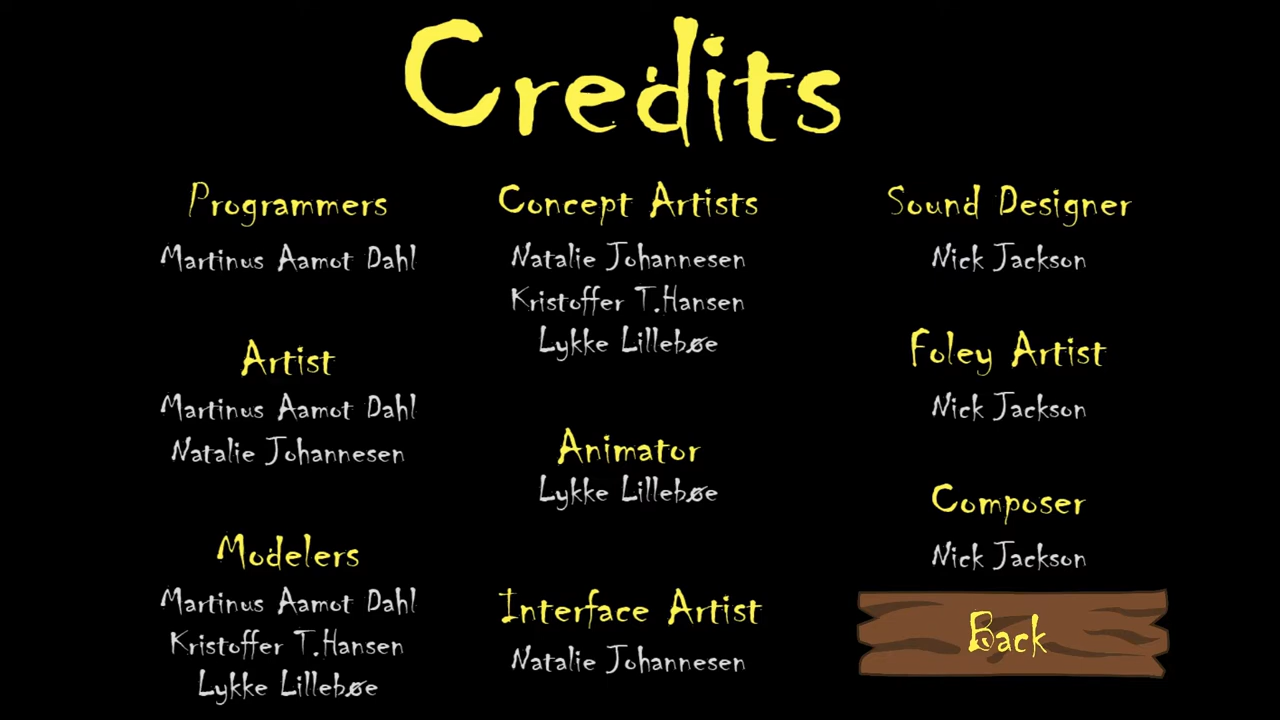 Credits
Programmers
Martinus Aamot Dahl
Artist
Martinus Aamot Dahl
Natalie Johannesen
Modelers
Martinus Aamot Dahl
Kristoffer T.Hansen
Lykke Lillebøe
Concept Artists
Natalie Johannesen
Kristoffer T.Hansen
Lykke Lillebøe
Animator
Lykke Lillebøe
Interface Artist
Natalie Johannesen
Sound Designer
Nick Jackson
Foley Artist
Nick Jackson
Composer
Nick Jackson
Back